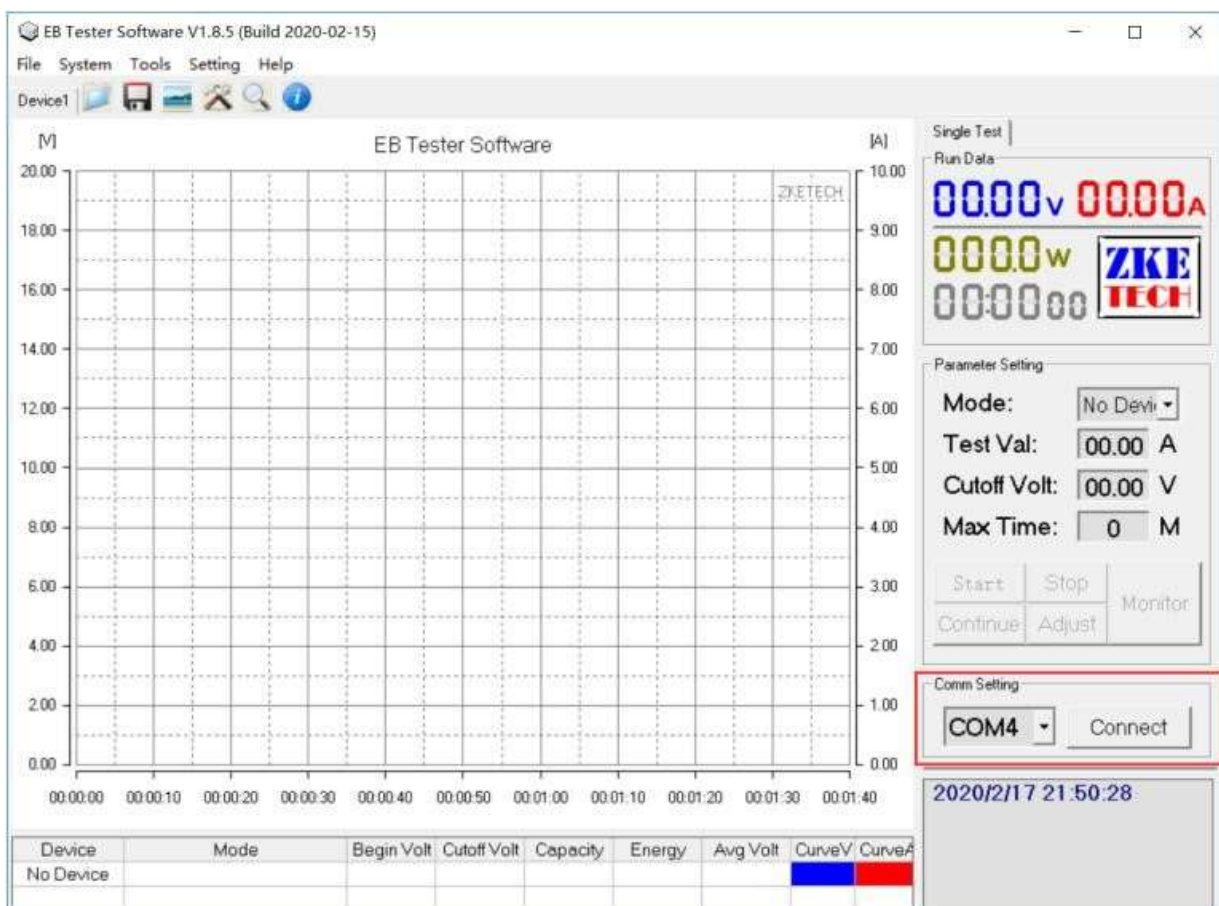 EB Tester Software V1.8.5 (Build 2020-02-15)
File System Tools Setting Help
Device1
[V] EB Tester Software [A]
ZKETECH
20.00
18.00
16.00
14.00
12.00
10.00
8.00
6.00
4.00
2.00
0.00
10.00
9.00
8.00
7.00
6.00
5.00
4.00
3.00
2.00
1.00
0.00
00:00:00 00:00:10 00:00:20 00:00:30 00:00:40 00:00:50 00:01:00 00:01:10 00:01:20 00:01:30 00:01:40
Single Test
Run Data
00.00V 00.00A
000.0W
00:00 00
ZKE
TECH
Parameter Setting
Mode: No Devi
Test Val: 00.00 A
Cutoff Volt: 00.00 V
Max Time: 0 M
Start Stop
Monitor
Continue Adjust
Comm Setting
COM4 Connect
2020/2/17 21:50:28
Device Mode Begin Volt Cutoff Volt Capacity Energy Avg Volt CurveV CurveA
No Device